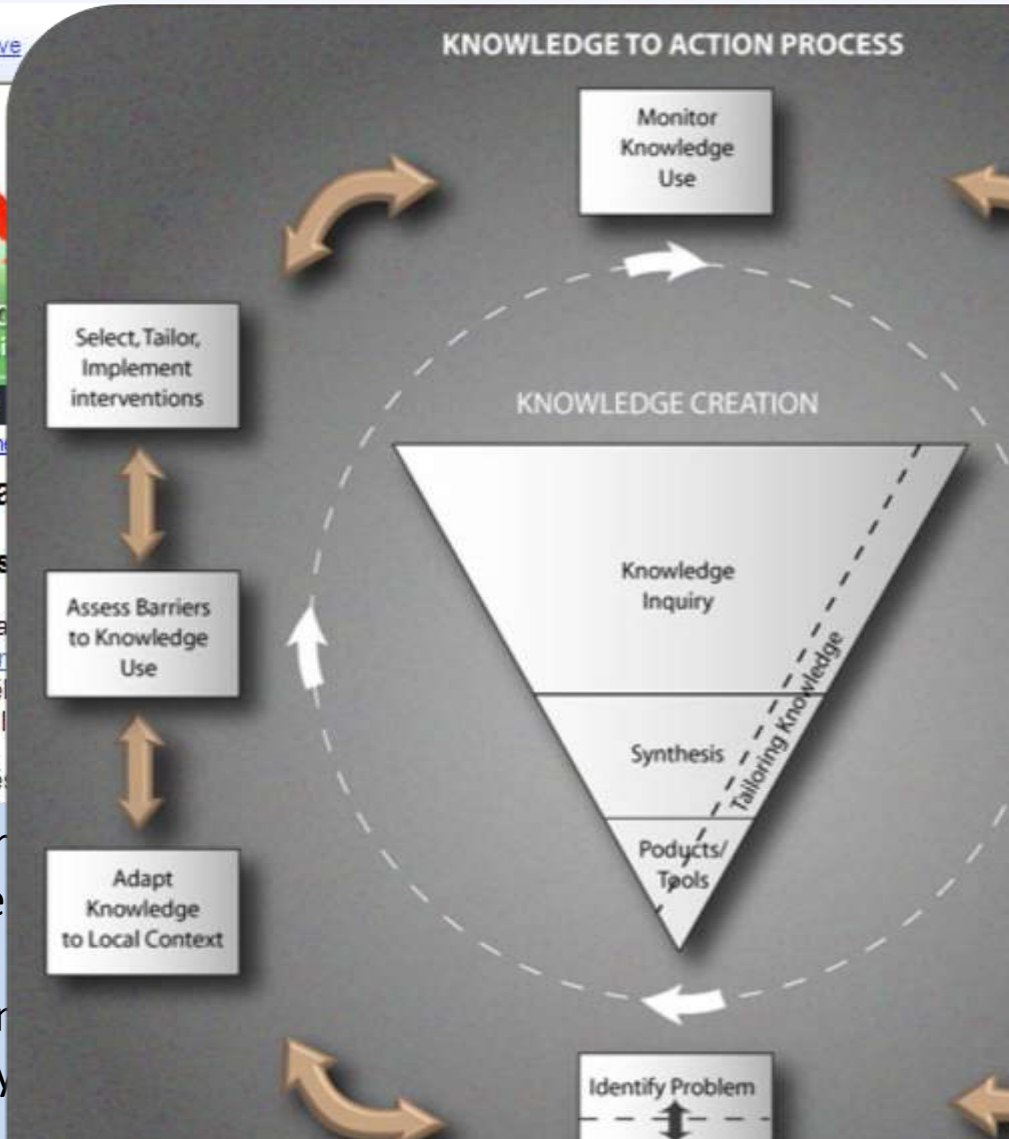 KNOWLEDGE TO ACTION PROCESS
Monitor
Knowledge
Use
Select, Tailor,
Implement
interventions
KNOWLEDGE CREATION
Knowledge
Inquiry
Assess Barriers
to Knowledge
Use
Synthesis
Tailoring Knowledge
Poducts/
Tools
Adapt
Knowledge
to Local Context
Identify Problem